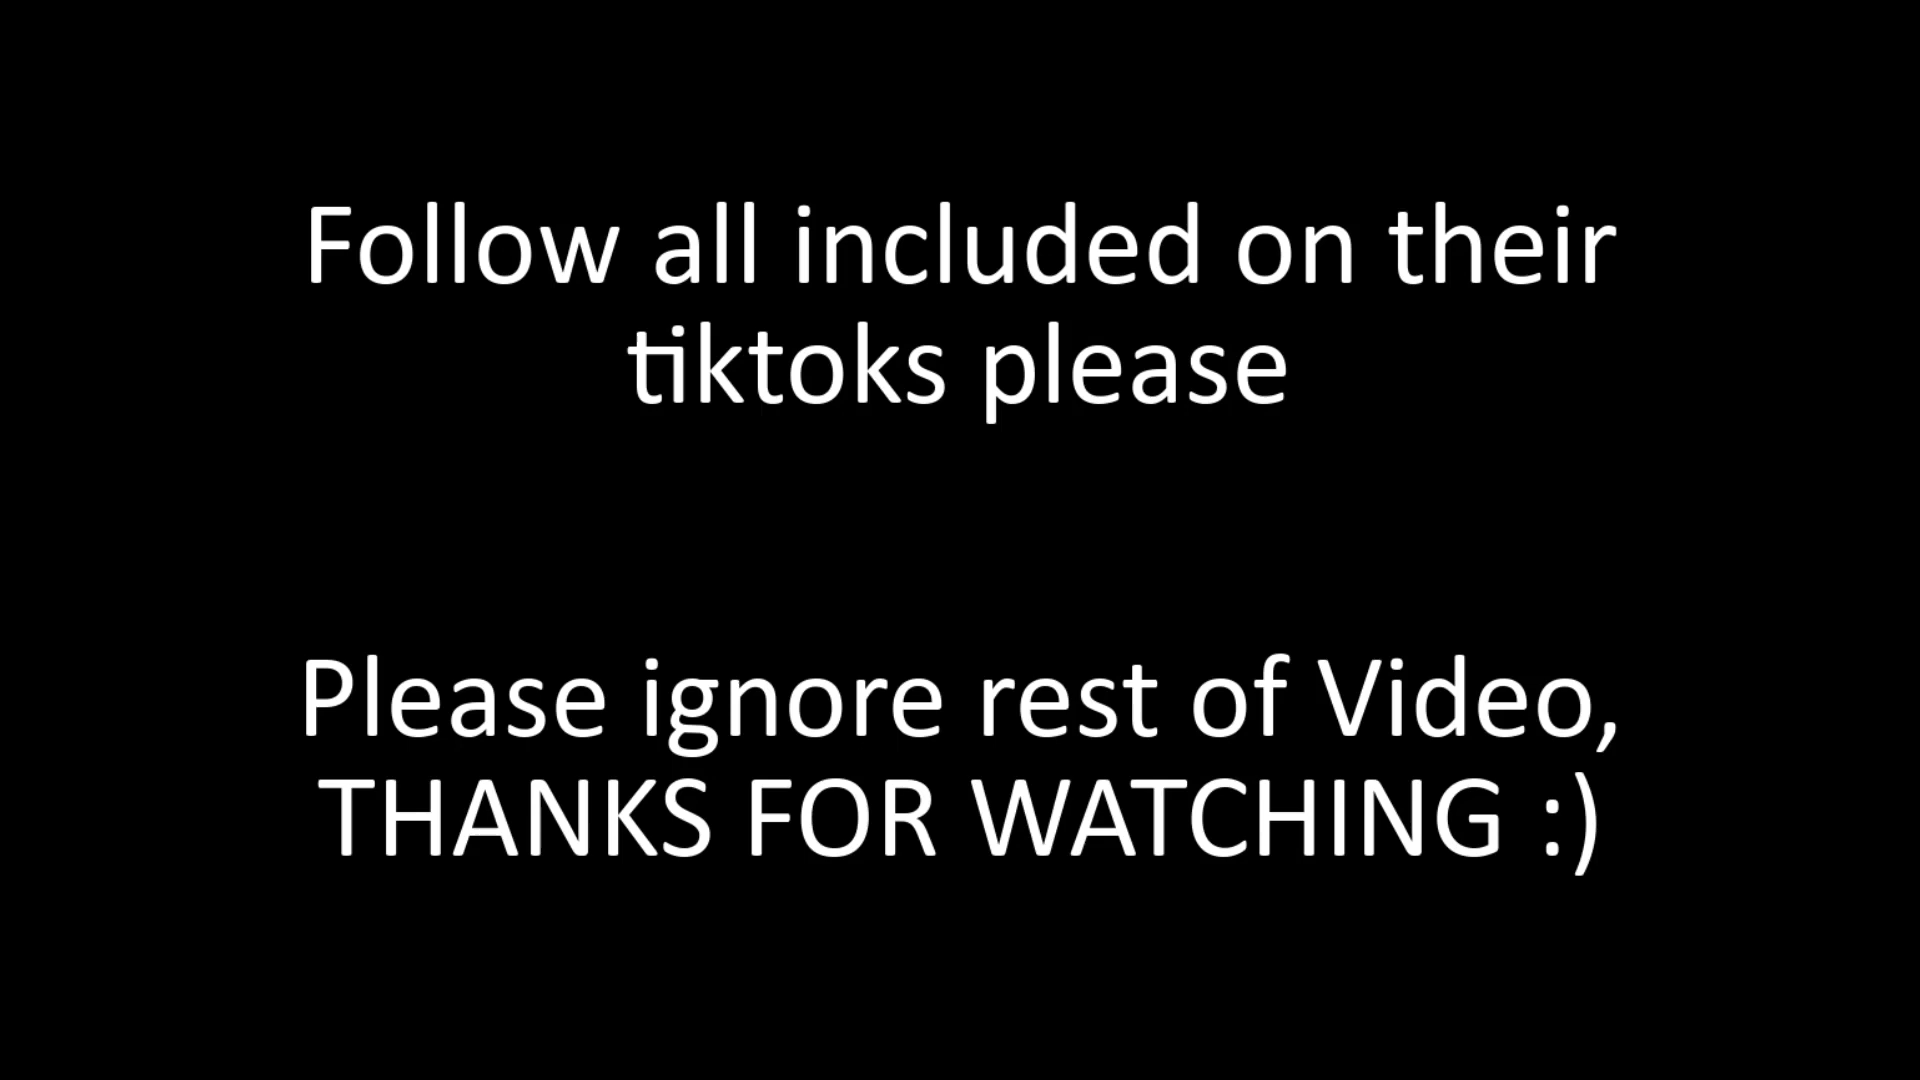 Follow all included on their
tiktoks please
Please ignore rest of Video,
THANKS FOR WATCHING :)